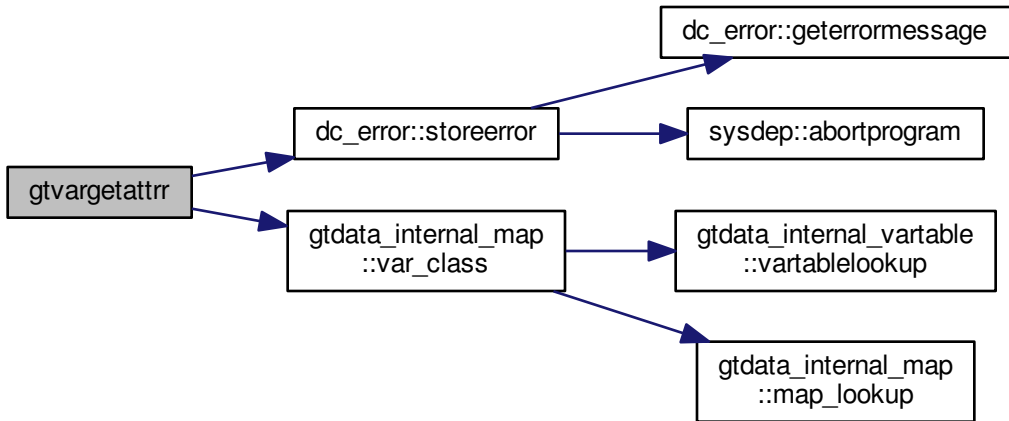 gtvargetattrr
dc_error::storeerror
dc_error::geterrormessage
sysdep::abortprogram
gtdata_internal_map
::var_class
gtdata_internal_vartable
::vartablelookup
gtdata_internal_map
::map_lookup